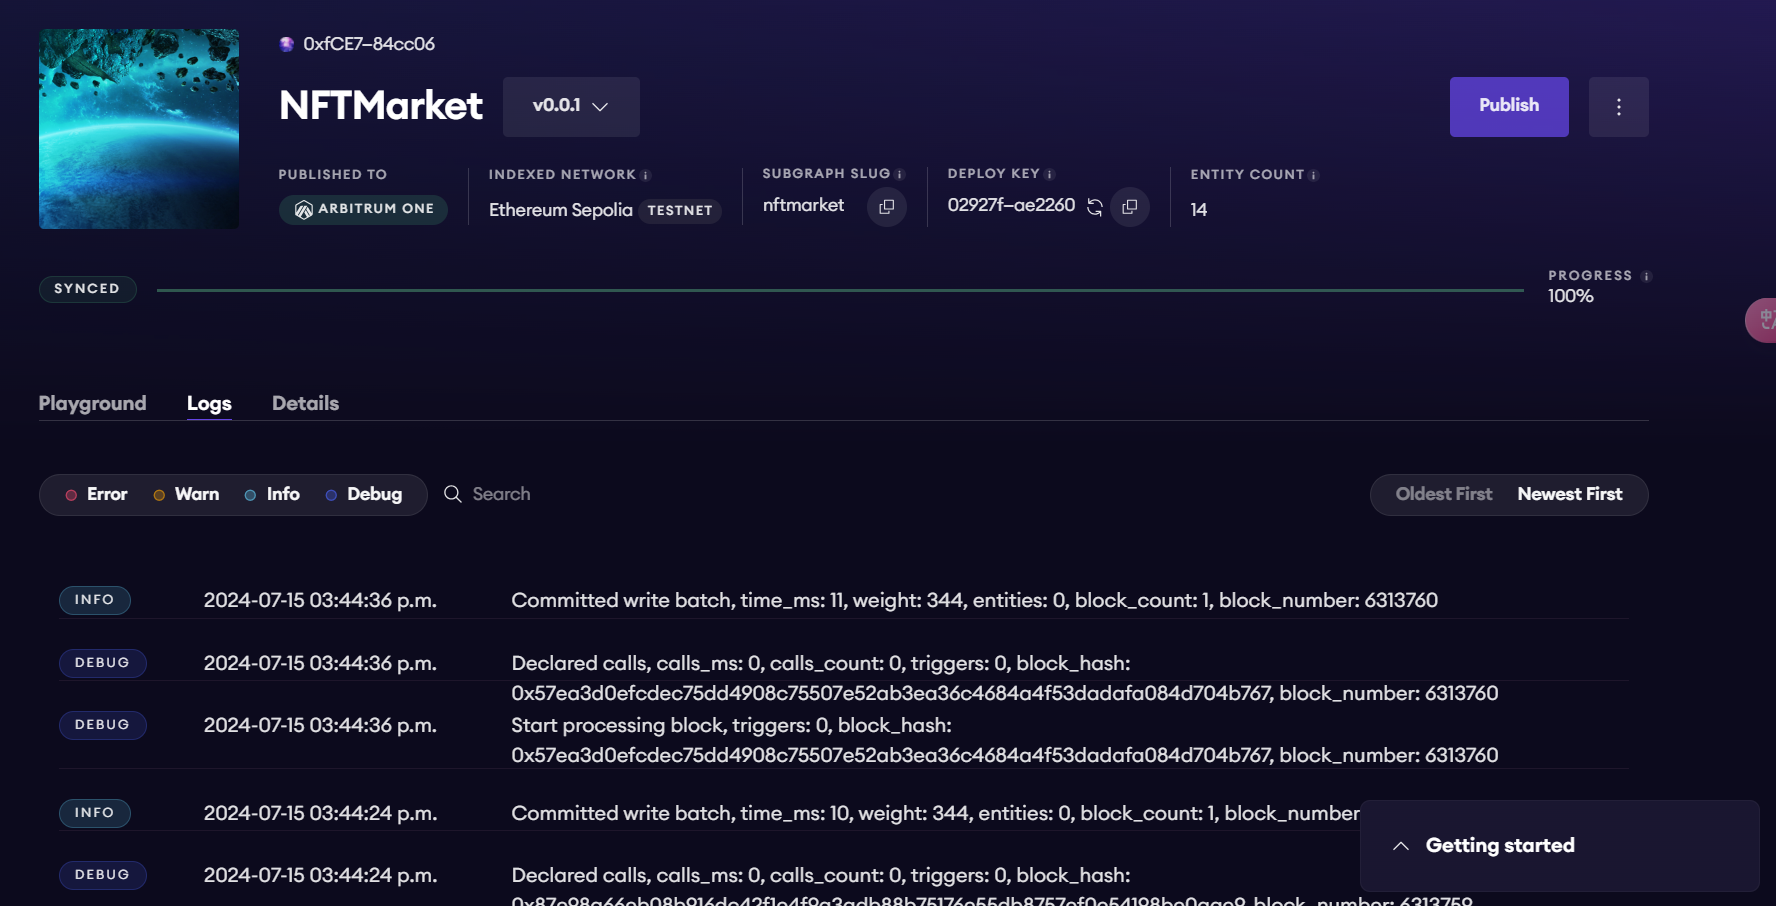 0xfCE7–84cc06
NFTMarket
v0.0.1
Publish
PUBLISHED TO
ARBITRUM ONE
INDEXED NETWORK
Ethereum Sepolia TESTNET
SUBGRAPH SLUG
nftmarket
DEPLOY KEY
02927f–ae2260
ENTITY COUNT
14
SYNCED
PROGRESS
100%
Playground Logs Details
Error Warn Info Debug
Search
Oldest First Newest First
INFO 2024-07-15 03:44:36 p.m. Committed write batch, time_ms: 11, weight: 344, entities: 0, block_count: 1, block_number: 6313760
DEBUG 2024-07-15 03:44:36 p.m. Declared calls, calls_ms: 0, calls_count: 0, triggers: 0, block_hash:
0x57ea3d0efcdec75dd4908c75507e52ab3ea36c4684a4f53dadafa084d704b767, block_number: 6313760
DEBUG 2024-07-15 03:44:36 p.m. Start processing block, triggers: 0, block_hash:
0x57ea3d0efcdec75dd4908c75507e52ab3ea36c4684a4f53dadafa084d704b767, block_number: 6313760
INFO 2024-07-15 03:44:24 p.m. Committed write batch, time_ms: 10, weight: 344, entities: 0, block_count: 1, block_number
DEBUG 2024-07-15 03:44:24 p.m. Declared calls, calls_ms: 0, calls_count: 0, triggers: 0, block_hash:
block_number: 6313759
Getting started